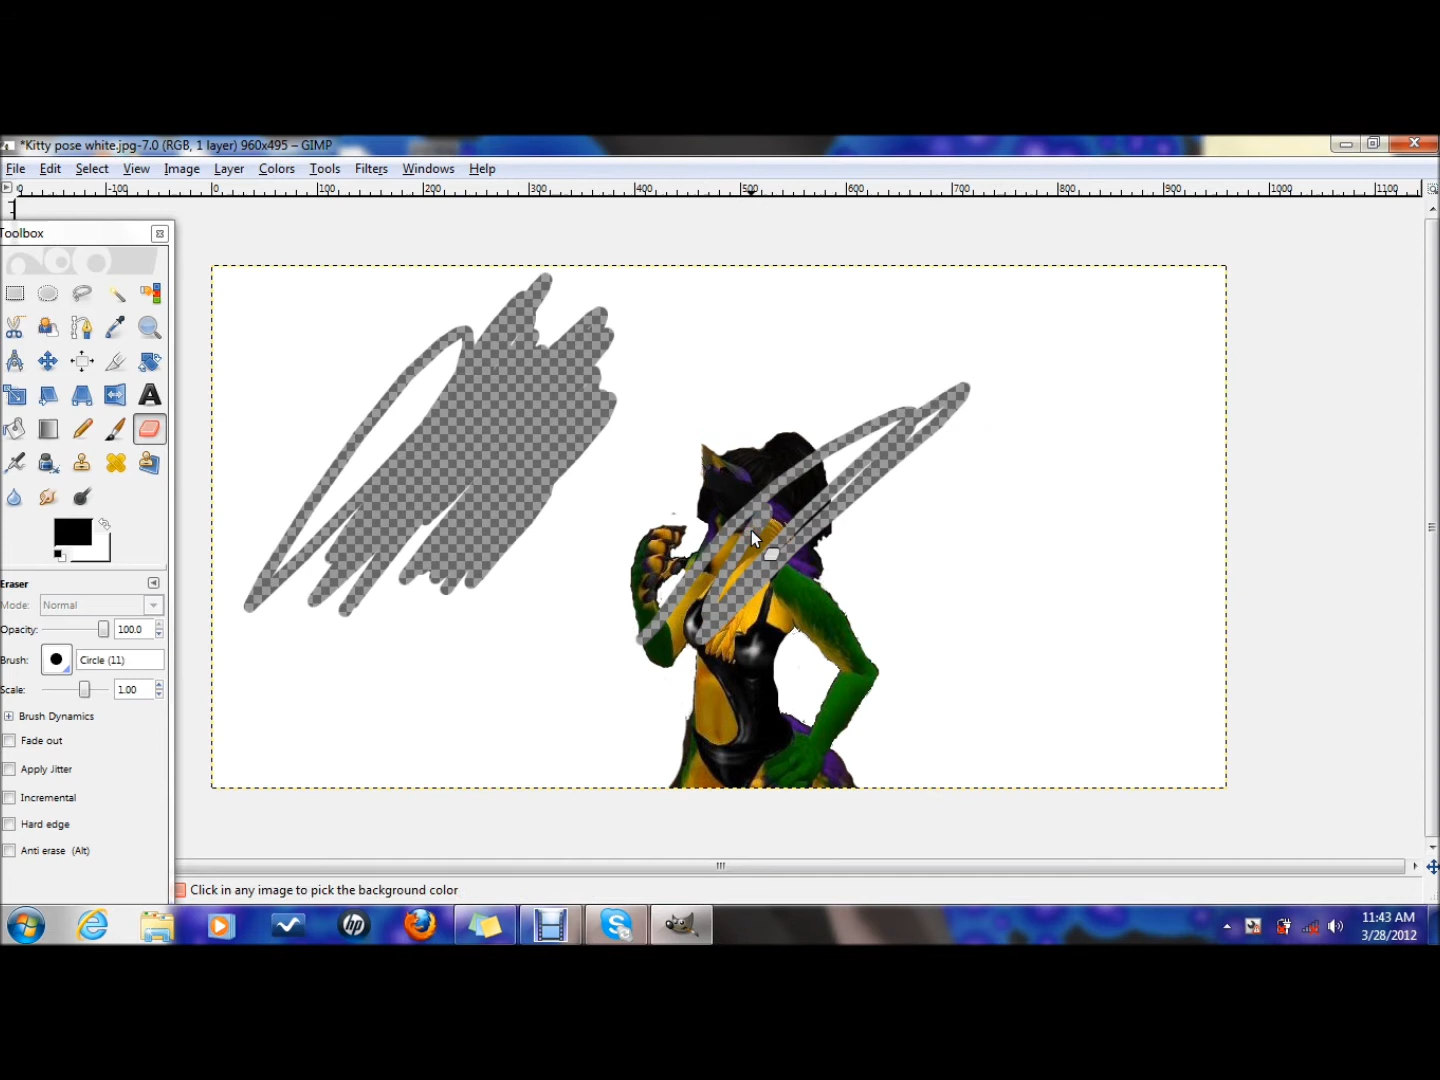 *Kitty pose white.jpg-7.0 (RGB, 1 layer) 960x495 – GIMP
File Edit Select View Image Layer Colors Tools Filters Windows Help
0 -100 0 100 200 300 400 500 600 700 800 900 1000 1100
Toolbox
Eraser
Mode: Normal
Opacity: 100.0
Brush: Circle (11)
Scale: 1.00
Brush Dynamics
Fade out
Apply Jitter
Incremental
Hard edge
Anti erase (Alt)
Click in any image to pick the background color
hp
11:43 AM
3/28/2012